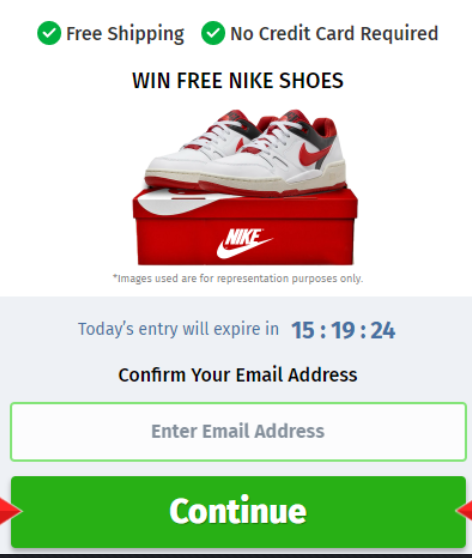 Free Shipping No Credit Card Required
WIN FREE NIKE SHOES
NIKE
*Images used are for representation purposes only.
Today's entry will expire in 15 : 19 : 24
Confirm Your Email Address
Enter Email Address
Continue